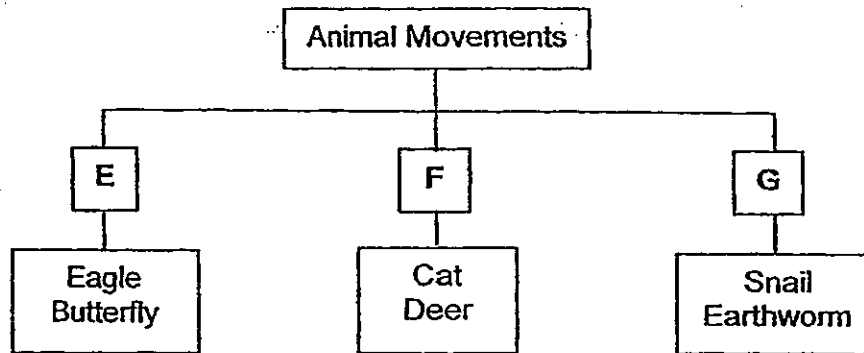 Animal Movements
E
F
G
Eagle
Butterfly
Cat
Deer
Snail
Earthworm